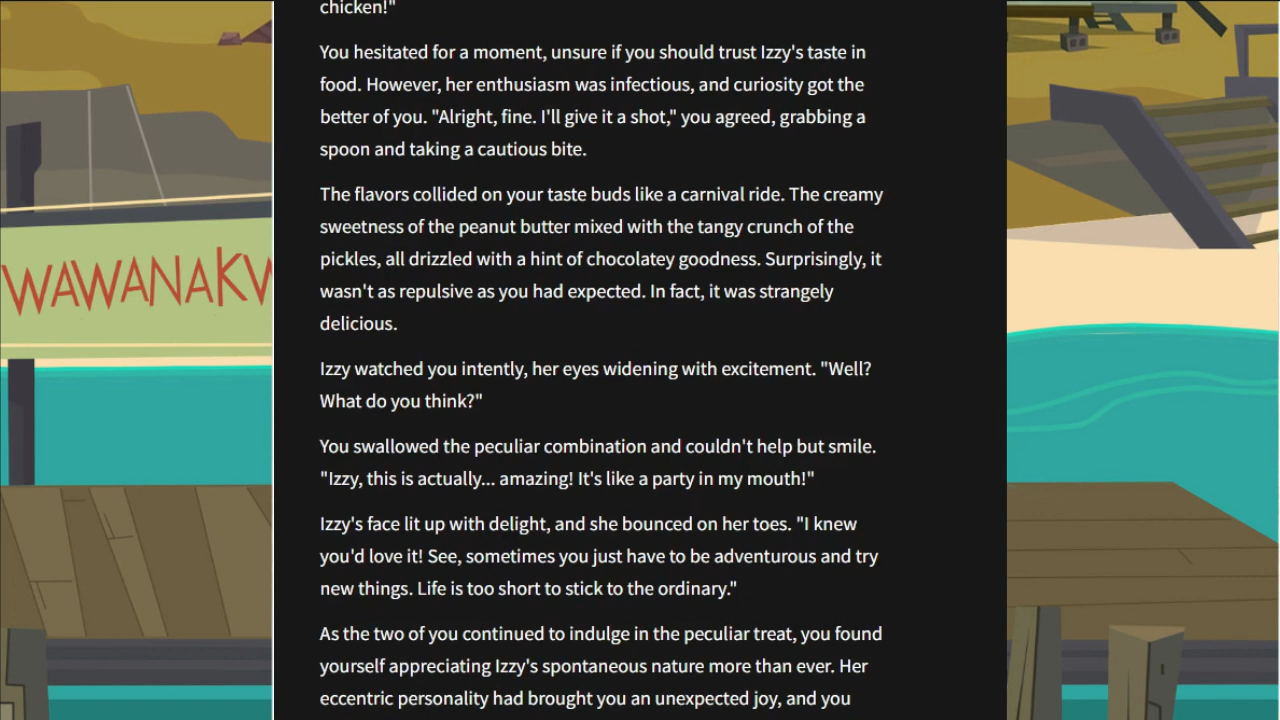 chicken!"
You hesitated for a moment, unsure if you should trust Izzy's taste in
food. However, her enthusiasm was infectious, and curiosity got the
better of you. "Alright, fine. I'll give it a shot," you agreed, grabbing a
spoon and taking a cautious bite.
The flavors collided on your taste buds like a carnival ride. The creamy
sweetness of the peanut butter mixed with the tangy crunch of the
pickles, all drizzled with a hint of chocolatey goodness. Surprisingly, it
wasn't as repulsive as you had expected. In fact, it was strangely
delicious.
Izzy watched you intently, her eyes widening with excitement. "Well?
What do you think?"
You swallowed the peculiar combination and couldn't help but smile.
"Izzy, this is actually... amazing! It's like a party in my mouth!"
Izzy's face lit up with delight, and she bounced on her toes. "I knew
you'd love it! See, sometimes you just have to be adventurous and try
new things. Life is too short to stick to the ordinary."
As the two of you continued to indulge in the peculiar treat, you found
yourself appreciating Izzy's spontaneous nature more than ever. Her
eccentric personality had brought you an unexpected joy, and you
WAWANAKW